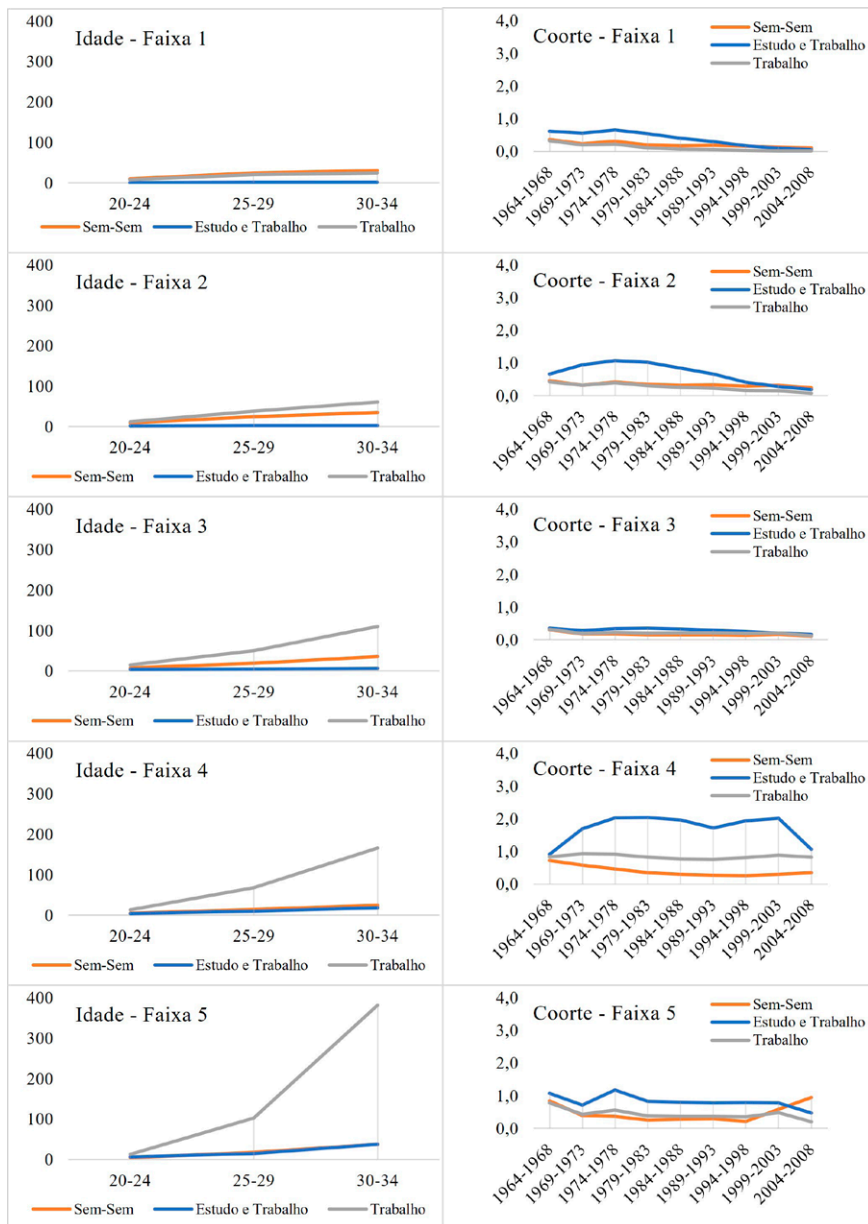 Idade - Faixa 1
400
300
200
100
0
20-24 25-29 30-34
Sem-Sem Estudo e Trabalho Trabalho
Coorte - Faixa 1
Sem-Sem
Estudo e Trabalho
Trabalho
4,0
3,0
2,0
1,0
0,0
1964-1968
1969-1973
1974-1978
1979-1983
1984-1988
1989-1993
1994-1998
1999-2003
2004-2008
Idade - Faixa 2
400
300
200
100
0
20-24 25-29 30-34
Sem-Sem Estudo e Trabalho Trabalho
Coorte - Faixa 2
Sem-Sem
Estudo e Trabalho
Trabalho
4,0
3,0
2,0
1,0
0,0
1964-1968
1969-1973
1974-1978
1979-1983
1984-1988
1989-1993
1994-1998
1999-2003
2004-2008
Idade - Faixa 3
400
300
200
100
0
20-24 25-29 30-34
Sem-Sem Estudo e Trabalho Trabalho
Coorte - Faixa 3
Sem-Sem
Estudo e Trabalho
Trabalho
4,0
3,0
2,0
1,0
0,0
1964-1968
1969-1973
1974-1978
1979-1983
1984-1988
1989-1993
1994-1998
1999-2003
2004-2008
Idade - Faixa 4
400
300
200
100
0
20-24 25-29 30-34
Sem-Sem Estudo e Trabalho Trabalho
Coorte - Faixa 4
Sem-Sem
Estudo e Trabalho
Trabalho
4,0
3,0
2,0
1,0
0,0
1964-1968
1969-1973
1974-1978
1979-1983
1984-1988
1989-1993
1994-1998
1999-2003
2004-2008
Idade - Faixa 5
400
300
200
100
0
20-24 25-29 30-34
Sem-Sem Estudo e Trabalho Trabalho
Coorte - Faixa 5
Sem-Sem
Estudo e Trabalho
Trabalho
4,0
3,0
2,0
1,0
0,0
1964-1968
1969-1973
1974-1978
1979-1983
1984-1988
1989-1993
1994-1998
1999-2003
2004-2008